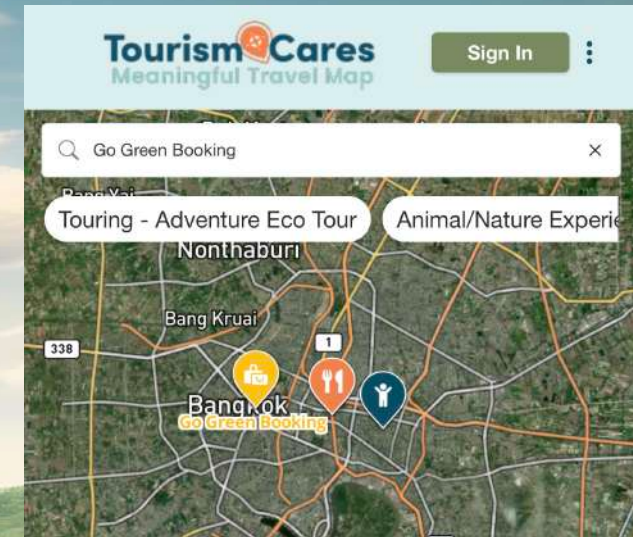 Tourism Cares
Meaningful Travel Map
Sign In
Go Green Booking
Touring - Adventure Eco Tour
Animal/Nature Experie
Nonthaburi
Bang Kruai
338
1
Bangkok
Go Green Booking